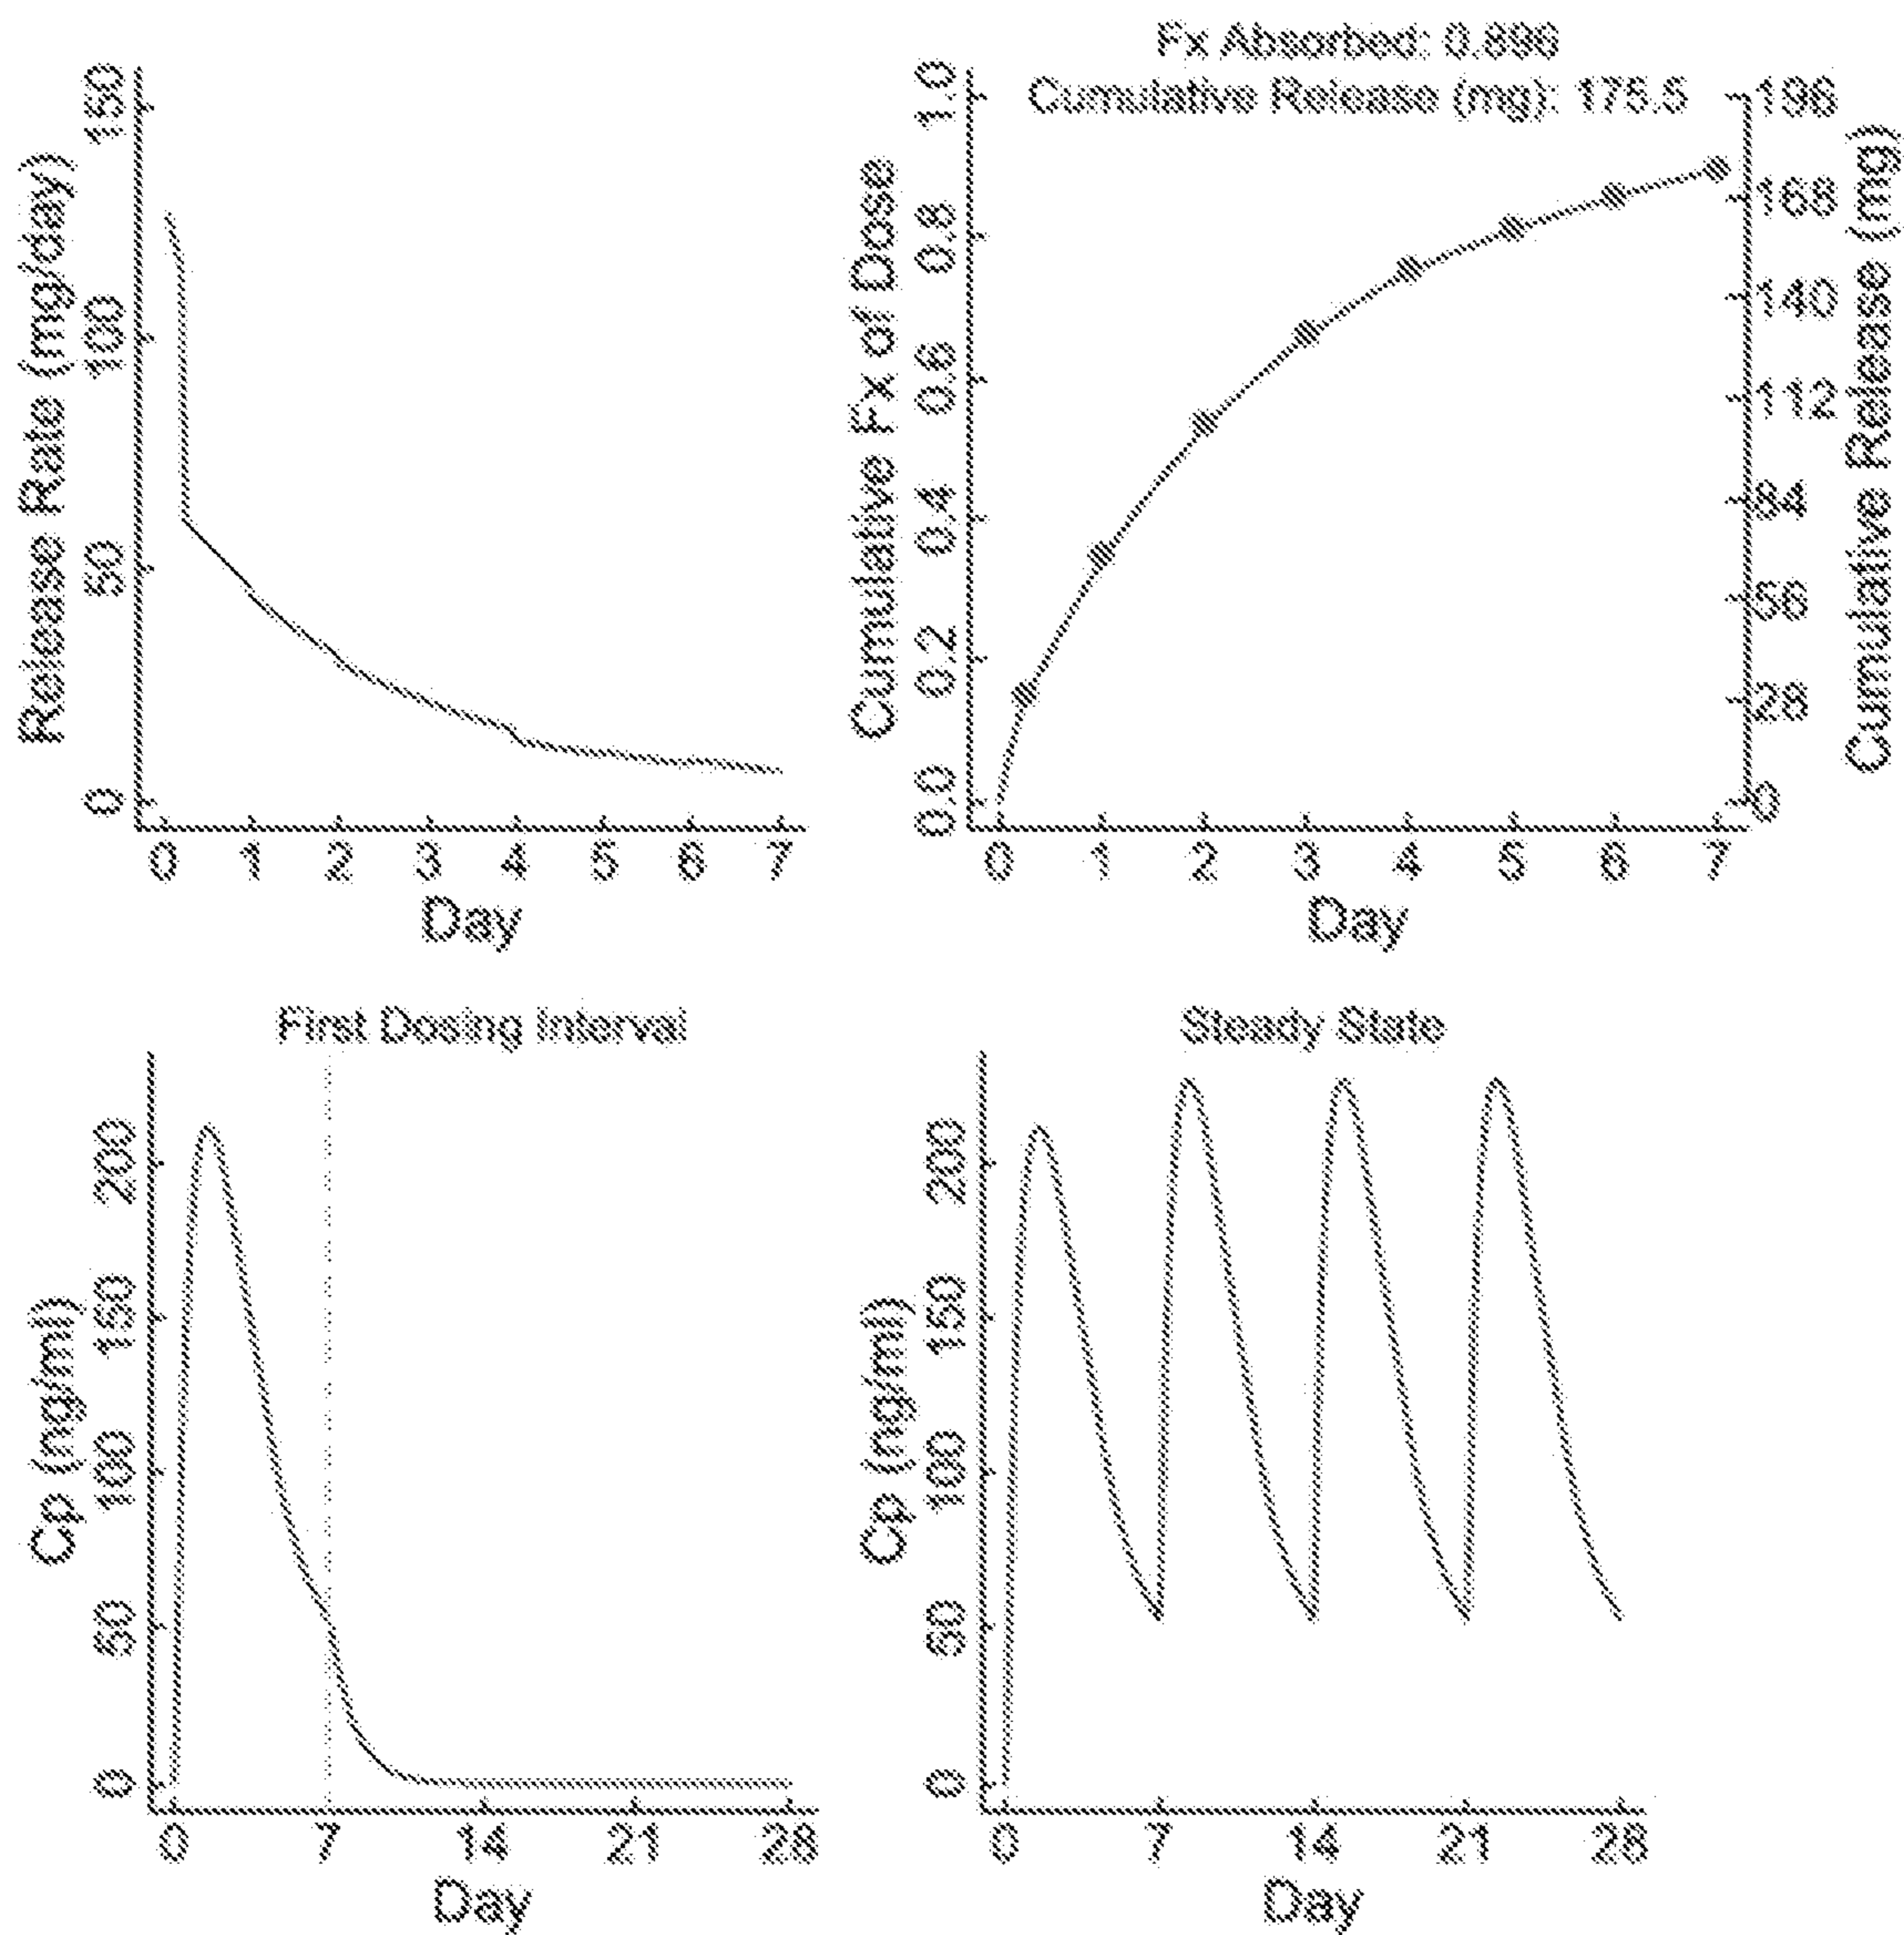 Release Rate (mg/day)
150
100
50
0
0 1 2 3 4 5 6 7
Day
Fx Absorbed: 0.896
Cumulative Release (mg): 175.5
Cumulative Fx of Dose
1.0
0.8
0.6
0.4
0.2
0.0
196
168
140
112
84
56
28
0
Cumulative Release (mg)
0 1 2 3 4 5 6 7
Day
First Dosing Interval
Cp (ng/ml)
200
150
100
50
0
0 7 14 21 28
Day
Steady State
Cp (ng/ml)
200
150
100
50
0
0 7 14 21 28
Day